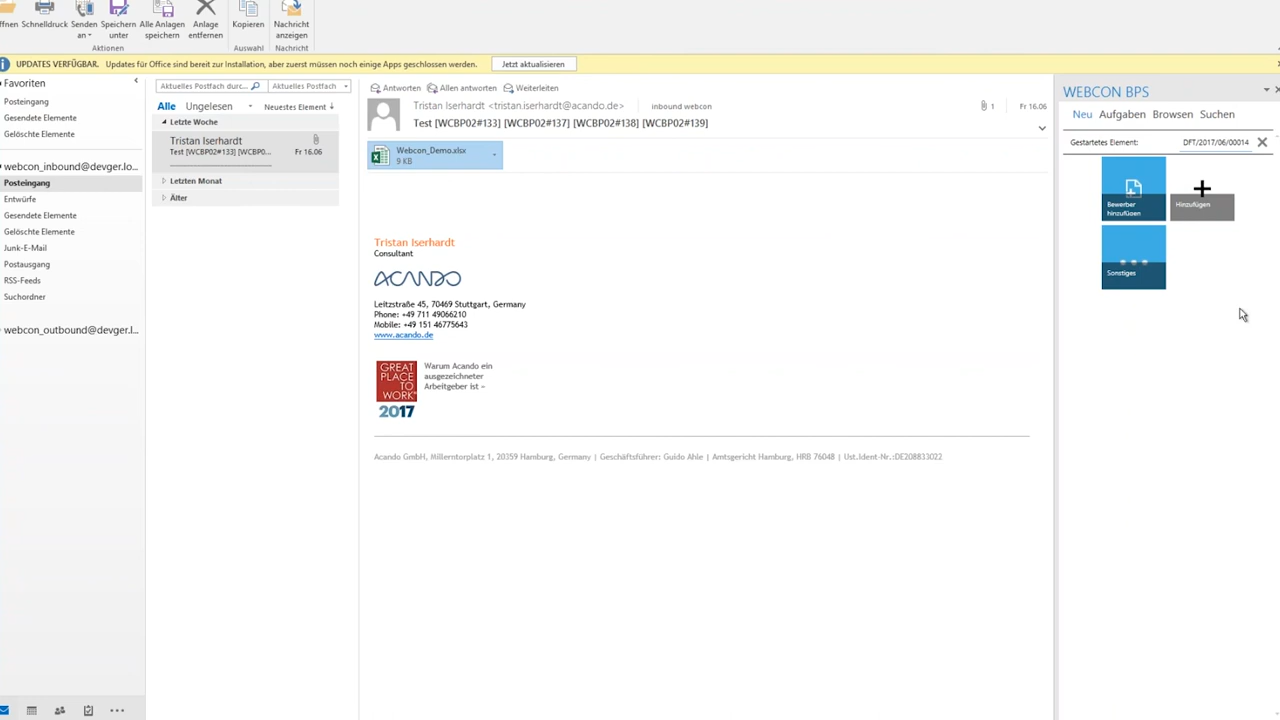 Schnelldruck
Senden an
Speichern unter
Alle Anlagen speichern
Anlage entfernen
Kopieren
Nachricht anzeigen
Aktionen
Auswahl
Nachricht
UPDATES VERFÜGBAR. Updates für Office sind bereit zur Installation, aber zuerst müssen noch einige Apps geschlossen werden.
Jetzt aktualisieren
Favoriten
Posteingang
Gesendete Elemente
Gelöschte Elemente
webcon_inbound@devger.lo...
Posteingang
Entwürfe
Gesendete Elemente
Gelöschte Elemente
Junk-E-Mail
Postausgang
RSS-Feeds
Suchordner
webcon_outbound@devger.l...
Aktuelles Postfach durc...
Aktuelles Postfach
Alle Ungelesen
Neuestes Element
Letzte Woche
Tristan Iserhardt
Test [WCBP02#133] [WCBP0... Fr 16.06
Letzten Monat
Älter
Antworten Allen antworten Weiterleiten
Tristan Iserhardt <tristan.iserhardt@acando.de>
inbound webcon
1
Fr 16.06
Test [WCBP02#133] [WCBP02#137] [WCBP02#138] [WCBP02#139]
Webcon_Demo.xlsx
9 KB
Tristan Iserhardt
Consultant
ACANDO
Leitzstraße 45, 70469 Stuttgart, Germany
Phone: +49 711 49066210
Mobile: +49 151 46775643
www.acando.de
GREAT
PLACE
TO
WORK
2017
Warum Acando ein
ausgezeichneter
Arbeitgeber ist –
Acando GmbH, Millerntorplatz 1, 20359 Hamburg, Germany | Geschäftsführer: Guido Ahle | Amtsgericht Hamburg, HRB 76048 | Ust.Ident-Nr.:DE208833022
WEBCON BPS
Neu Aufgaben Browsen Suchen
Gestartetes Element: DFT/2017/06/00014
Bewerber
hinzufügen
Hinzufügen
Sonstiges